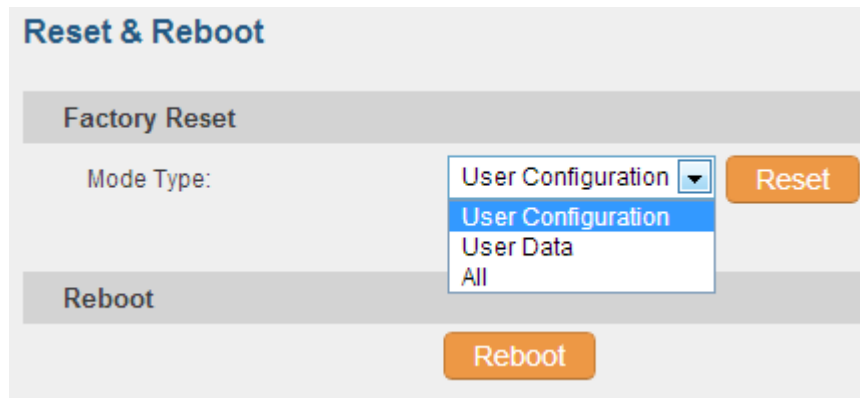 Reset & Reboot
Factory Reset
Mode Type: User Configuration Reset
User Configuration
User Data
All
Reboot
Reboot